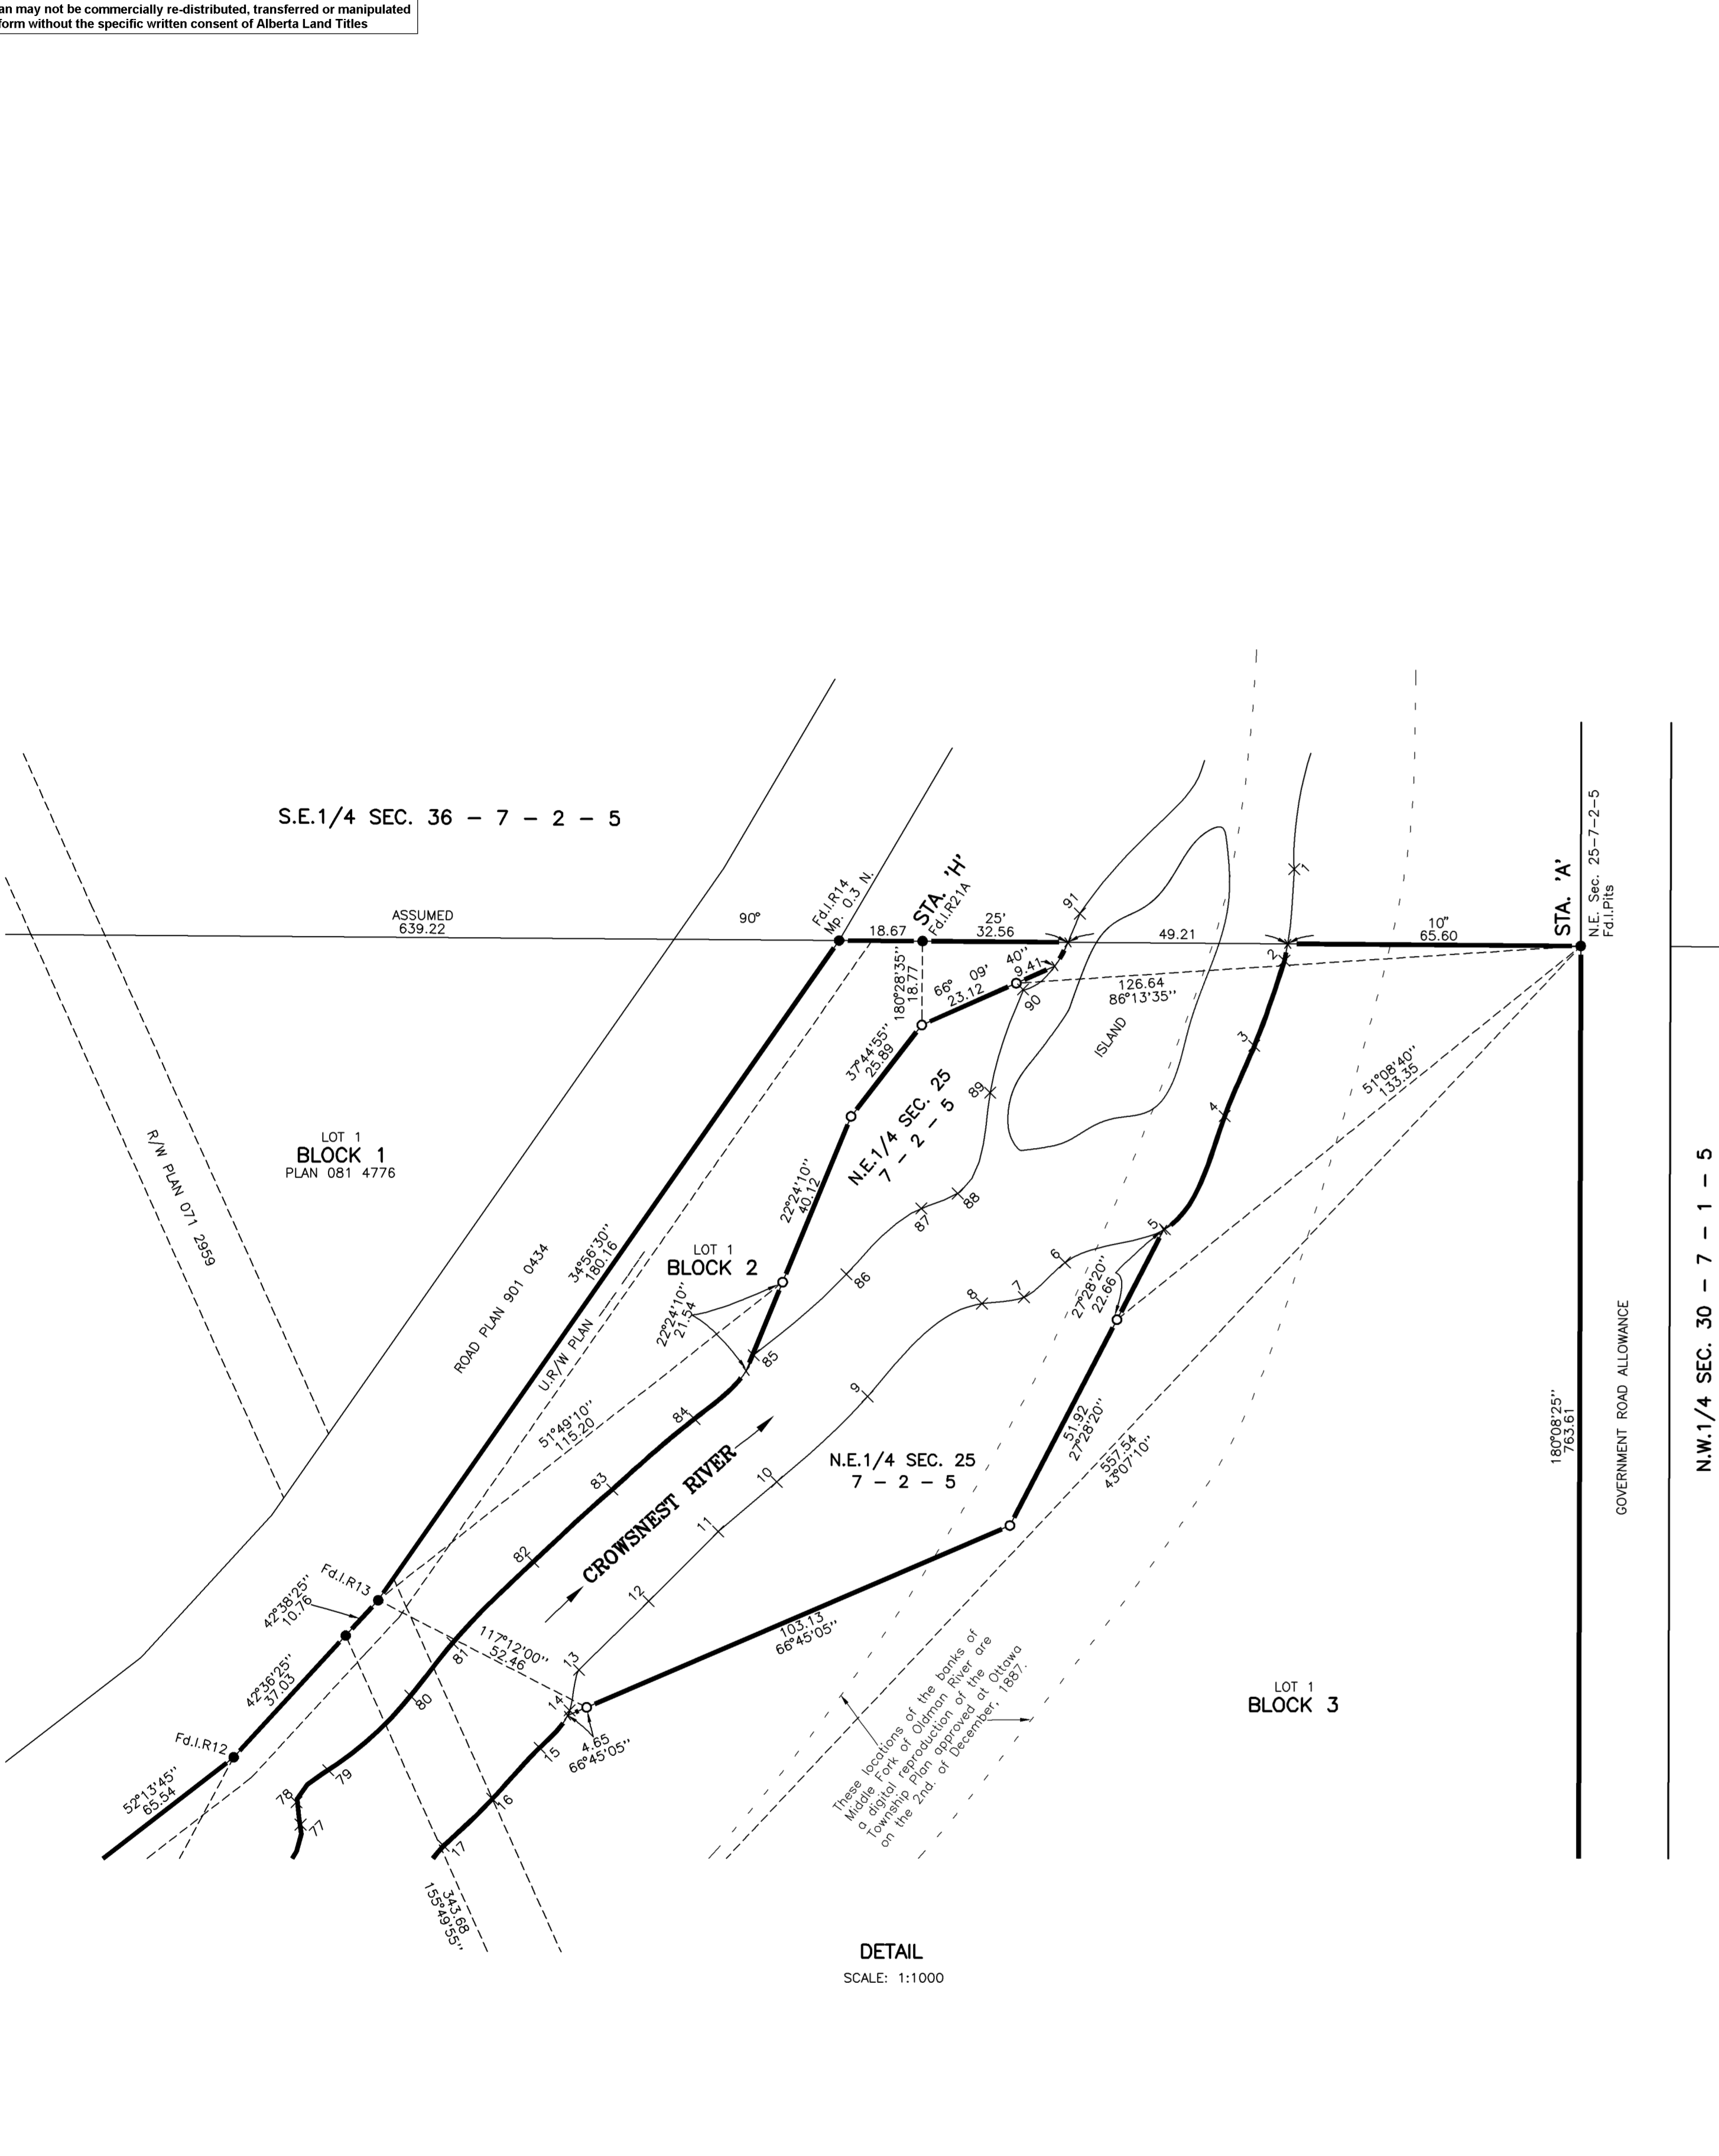 an may not be commercially re-distributed, transferred or manipulated
form without the specific written consent of Alberta Land Titles
S.E.1/4 SEC. 36 - 7 - 2 - 5
ASSUMED
639.22
90°
Fd.I.R14
Mp. 0.3 N.
18.67
STA. 'H'
Fd.I.R21A
25'
32.56
91
49.21
1
10"
65.60
STA. 'A'
N.E. Sec. 25-7-2-5
Fd.I.Pits
180°28'35"
18.77
66° 09' 40"
23.12
9.41
90
126.64
86°13'35"
2
ISLAND
3
37°44'55"
25.89
89
4
51°08'40"
133.35
N.E.1/4 SEC. 25
7 - 2 - 5
R/W PLAN 071 2959
LOT 1
BLOCK 1
PLAN 081 4776
22°24'10"
40.12
88
87
5
6
34°56'30"
180.16
ROAD PLAN 901 0434
LOT 1
BLOCK 2
86
8
7
27°28'20"
22.66
22°24'10"
21.54
U.R/W PLAN
85
9
84
51°49'10"
115.20
51.92
27°28'20"
557.54
43°07'10"
180°08'25"
763.61
GOVERNMENT ROAD ALLOWANCE
N.W.1/4 SEC. 30 - 7 - 1 - 5
N.E.1/4 SEC. 25
7 - 2 - 5
83
10
CROWSNEST RIVER
11
82
12
Fd.I.R13
42°38'25"
10.76
117°12'00"
52.46
81
13
103.13
66°45'05"
42°36'25"
37.03
80
14
4.65
66°45'05"
15
Fd.I.R12
52°13'45"
65.54
79
78
77
16
17
These locations of the banks of
Middle Fork of Oldman River are
a digital reproduction of the
Township Plan approved at Ottawa
on the 2nd. of December, 1887.
LOT 1
BLOCK 3
343.68
155°49'55"
DETAIL
SCALE: 1:1000